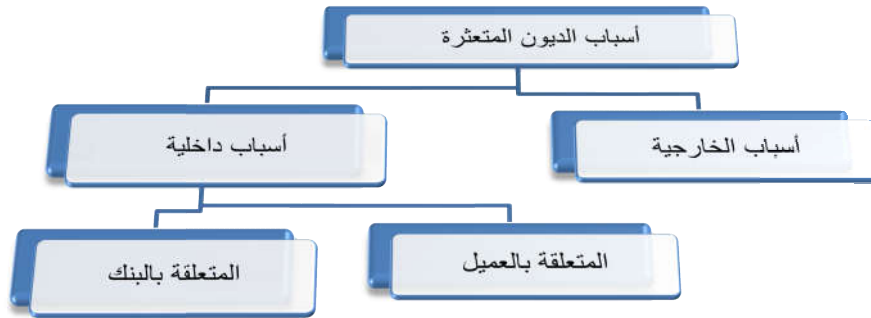 أسباب الديون المتعثرة
أسباب الخارجية
أسباب داخلية
المتعلقة بالعميل
المتعلقة بالبنك